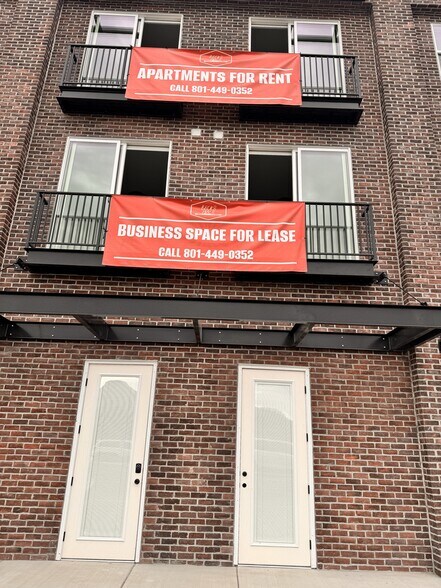 APARTMENTS FOR RENT
CALL 801-449-0352
BUSINESS SPACE FOR LEASE
CALL 801-449-0352